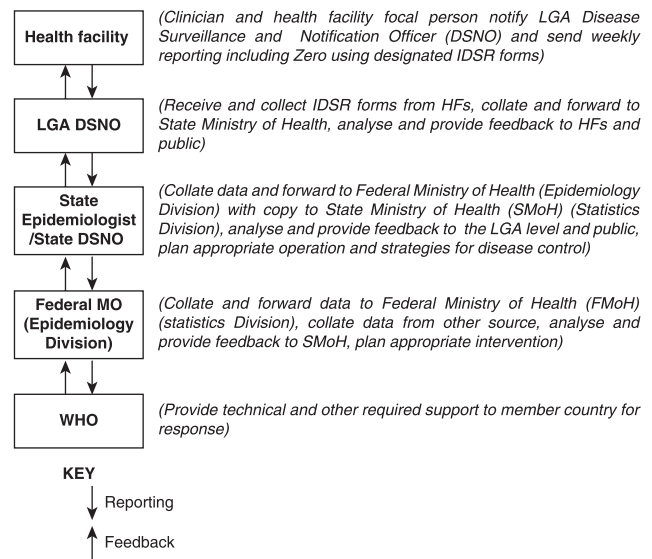 Health facility
(Clinician and health facility focal person notify LGA Disease
Surveillance and Notification Officer (DSNO) and send weekly
reporting including Zero using designated IDSR forms)
LGA DSNO
(Receive and collect IDSR forms from HFs, collate and forward to
State Ministry of Health, analyse and provide feedback to HFs and
public)
State
Epidemiologist
/State DSNO
(Collate data and forward to Federal Ministry of Health (Epidemiology
Division) with copy to State Ministry of Health (SMoH) (Statistics
Division), analyse and provide feedback to the LGA level and public,
plan appropriate operation and strategies for disease control)
Federal MO
(Epidemiology
Division)
(Collate and forward data to Federal Ministry of Health (FMoH)
(statistics Division), collate data from other source, analyse and
provide feedback to SMoH, plan appropriate intervention)
WHO
(Provide technical and other required support to member country for
response)
KEY
Reporting
Feedback